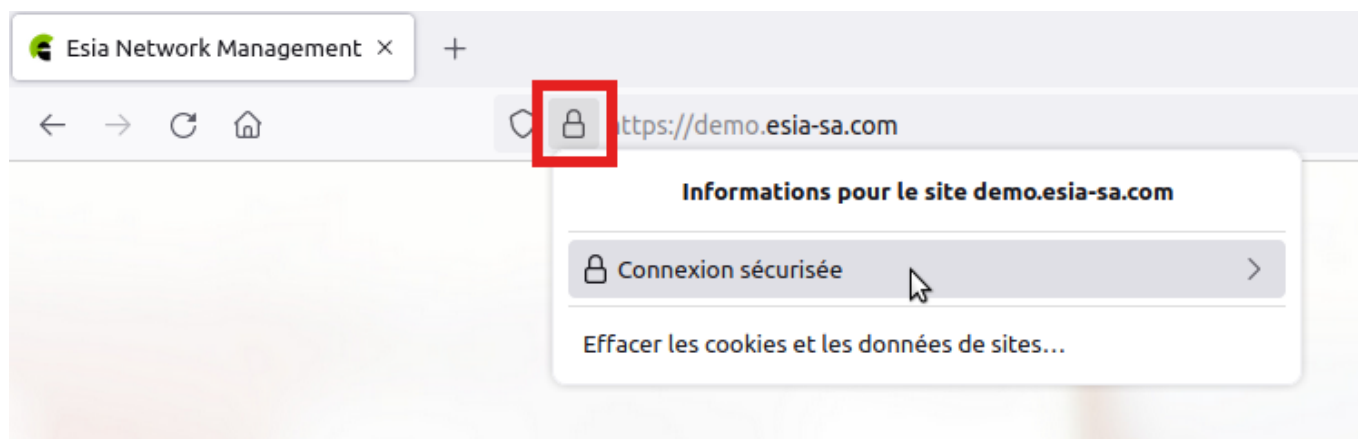 Esia Network Management
https://demo.esia-sa.com
Informations pour le site demo.esia-sa.com
Connexion sécurisée
Effacer les cookies et les données de sites…